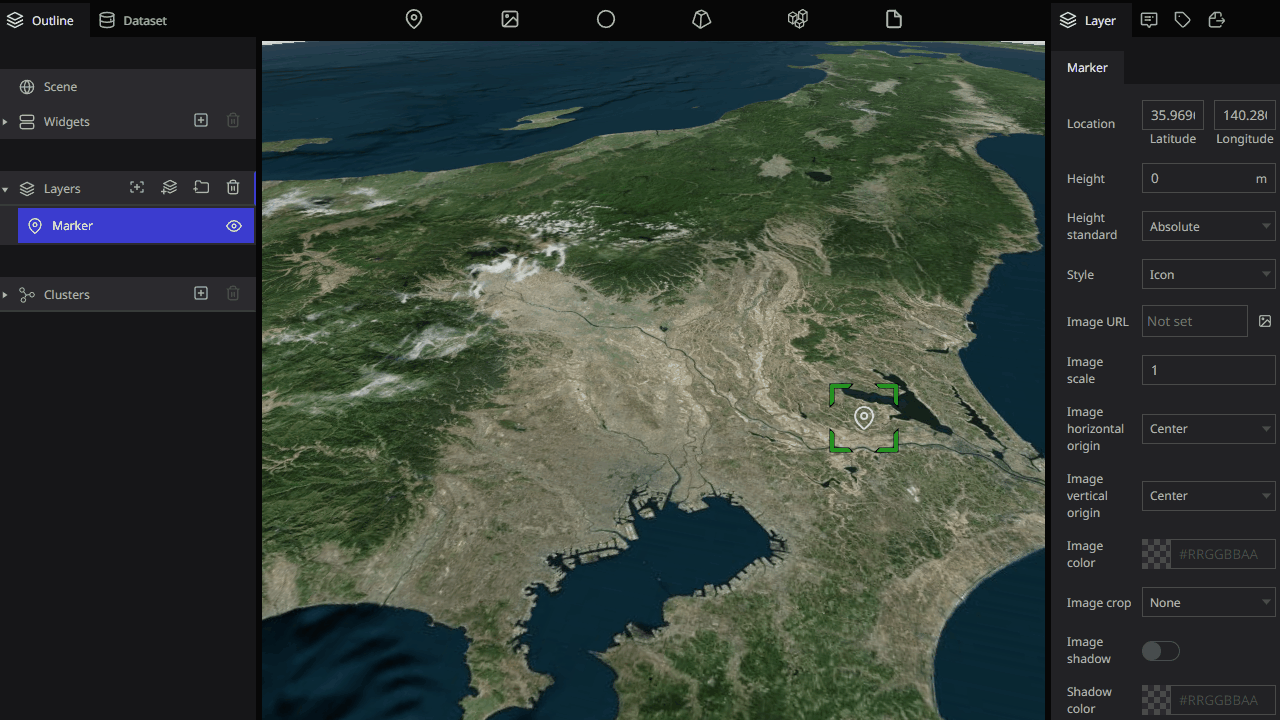 Outline
Dataset
Layer
Scene
Widgets
Layers
Marker
Clusters
Marker
Location
35.969
140.28
Latitude
Longitude
Height
0
m
Height
standard
Absolute
Style
Icon
Image URL
Not set
Image
scale
1
Image
horizontal
origin
Center
Image
vertical
origin
Center
Image
color
#RRGGBBAA
Image crop
None
Image
shadow
Shadow
color
#RRGGBBAA